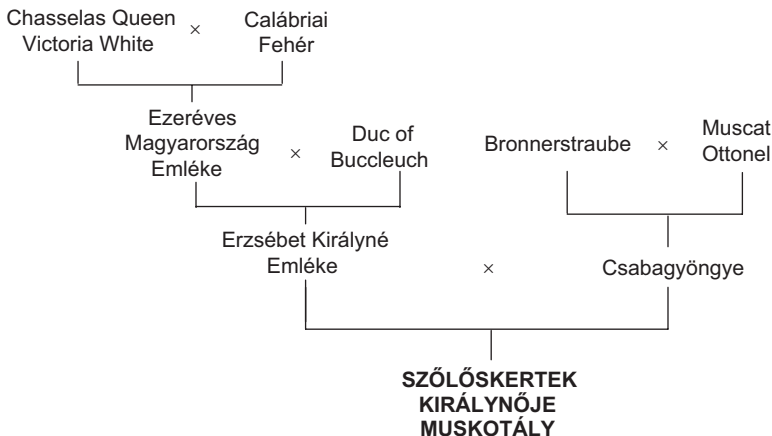 Chasselas Queen
Victoria White
×
Calábriai
Fehér
Ezeréves
Magyarország
Emléke
×
Duc of
Buccleuch
Bronnerstraube
×
Muscat
Ottonel
Erzsébet Királyné
Emléke
×
Csabagyöngye
SZŐLŐSKERTEK
KIRÁLYNŐJE
MUSKOTÁLY